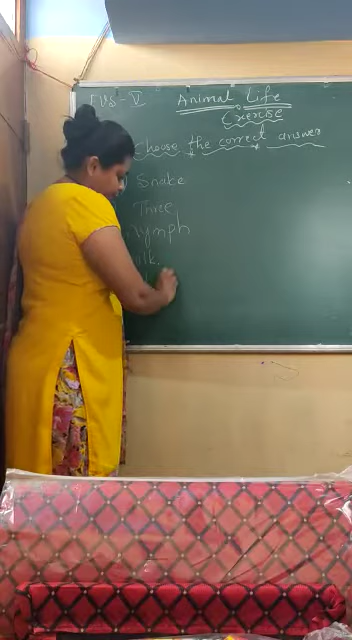 EVS - V
Animal Life
Exercise
Choose the correct answer
Snake
Three
Nymph